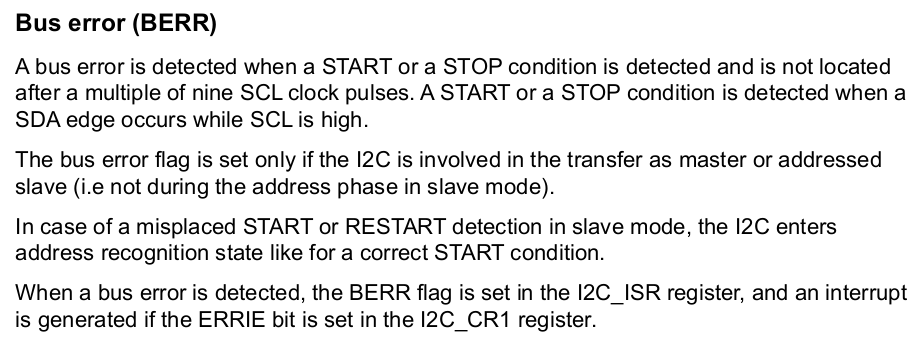 Bus error (BERR)
A bus error is detected when a START or a STOP condition is detected and is not located
after a multiple of nine SCL clock pulses. A START or a STOP condition is detected when a
SDA edge occurs while SCL is high.
The bus error flag is set only if the I2C is involved in the transfer as master or addressed
slave (i.e not during the address phase in slave mode).
In case of a misplaced START or RESTART detection in slave mode, the I2C enters
address recognition state like for a correct START condition.
When a bus error is detected, the BERR flag is set in the I2C_ISR register, and an interrupt
is generated if the ERRIE bit is set in the I2C_CR1 register.